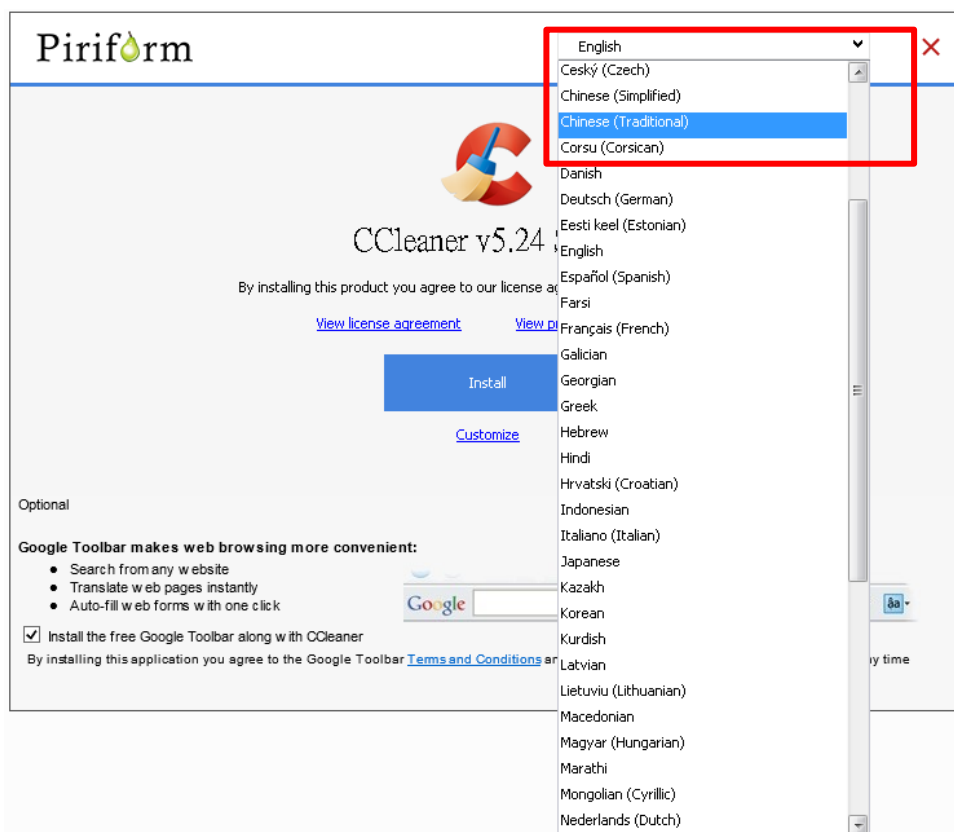 Piriform
English
Ceský (Czech)
Chinese (Simplified)
Chinese (Traditional)
Corsu (Corsican)
Danish
Deutsch (German)
Eesti keel (Estonian)
English
Español (Spanish)
Farsi
Français (French)
Galician
Georgian
Greek
Hebrew
Hindi
Hrvatski (Croatian)
Indonesian
Italiano (Italian)
Japanese
Kazakh
Korean
Kurdish
Latvian
Lietuviu (Lithuanian)
Macedonian
Magyar (Hungarian)
Marathi
Mongolian (Cyrillic)
Nederlands (Dutch)
CCleaner v5.24
By installing this product you agree to our license
View license agreement View
Install
Customize
Optional
Google Toolbar makes web browsing more convenient:
• Search from any website
• Translate web pages instantly
• Auto-fill web forms with one click
Google
âa
Install the free Google Toolbar along with CCleaner
By installing this application you agree to the Google Toolbar Terms and Conditions time